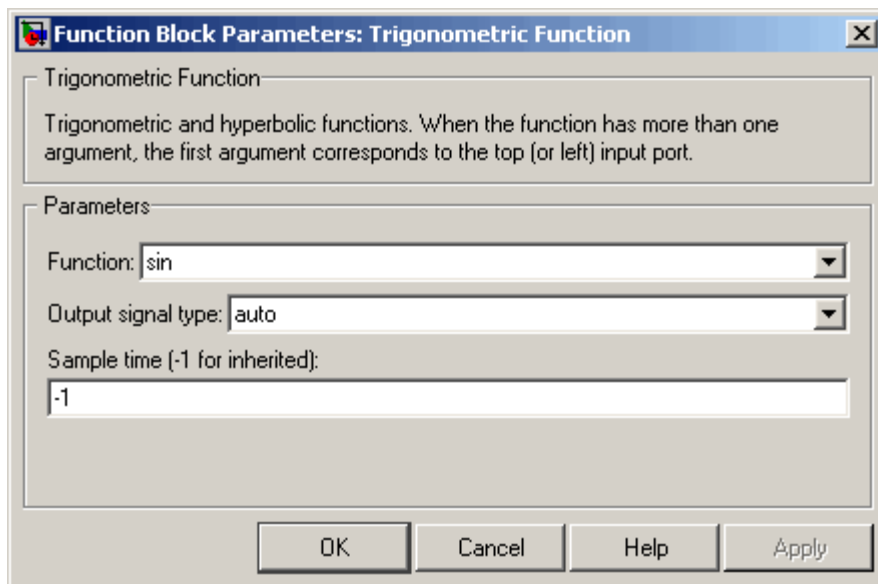 Function Block Parameters: Trigonometric Function
Trigonometric Function
Trigonometric and hyperbolic functions. When the function has more than one
argument, the first argument corresponds to the top (or left) input port.
Parameters
Function: sin
Output signal type: auto
Sample time (-1 for inherited):
-1
OK Cancel Help Apply